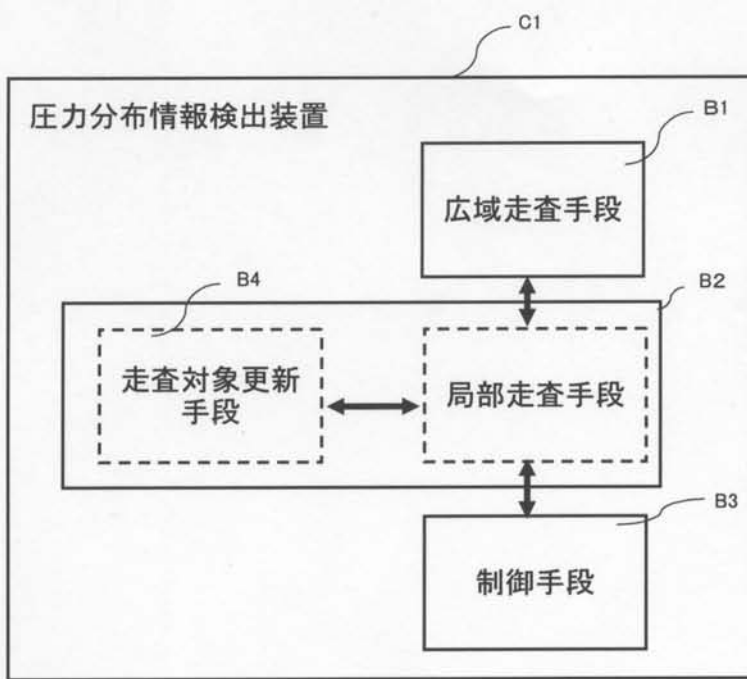 C1
圧力分布情報検出装置
B1
広域走査手段
B4
B2
走査対象更新
手段
局部走査手段
B3
制御手段